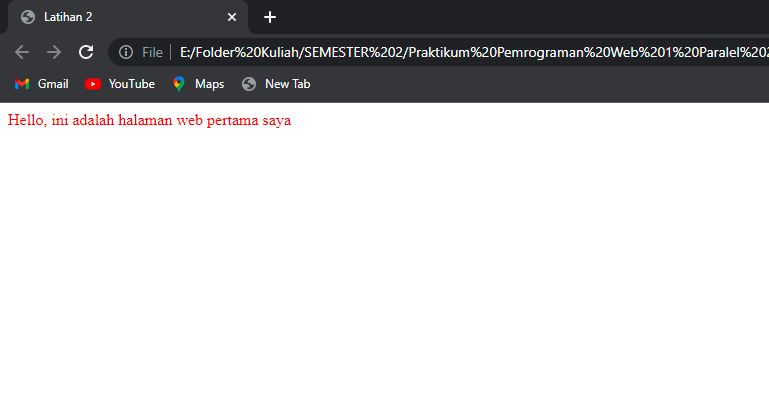 Latihan 2
File E:/Folder%20Kuliah/SEMESTER%202/Praktikum%20Pemrograman%20Web%201%20Paralel%202
Gmail YouTube Maps New Tab
Hello, ini adalah halaman web pertama saya